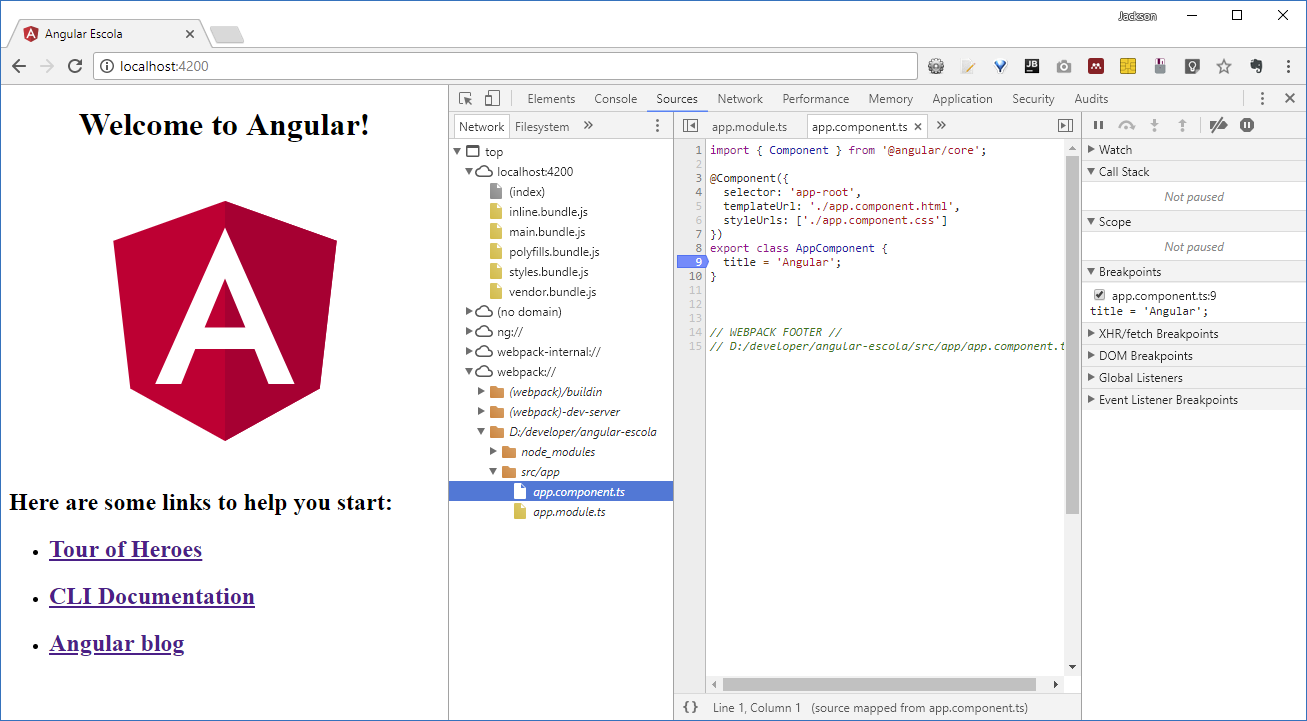 Jackson
Angular Escola
localhost:4200
Welcome to Angular!
Here are some links to help you start:
Tour of Heroes
CLI Documentation
Angular blog
Elements Console Sources Network Performance Memory Application Security Audits
Network Filesystem »
top
localhost:4200
(index)
inline.bundle.js
main.bundle.js
polyfills.bundle.js
styles.bundle.js
vendor.bundle.js
(no domain)
ng://
webpack-internal://
webpack://
(webpack)/buildin
(webpack)-dev-server
D:/developer/angular-escola
node_modules
src/app
app.component.ts
app.module.ts
app.module.ts app.component.ts × »
1 import { Component } from '@angular/core';
2
3 @Component({
4 selector: 'app-root',
5 templateUrl: './app.component.html',
6 styleUrls: ['./app.component.css']
7 })
8 export class AppComponent {
9 title = 'Angular';
10 }
11
12
13
14 // WEBPACK FOOTER //
15 // D:/developer/angular-escola/src/app/app.component.t
{} Line 1, Column 1 (source mapped from app.component.ts)
Watch
Call Stack
Not paused
Scope
Not paused
Breakpoints
app.component.ts:9
title = 'Angular';
XHR/fetch Breakpoints
DOM Breakpoints
Global Listeners
Event Listener Breakpoints